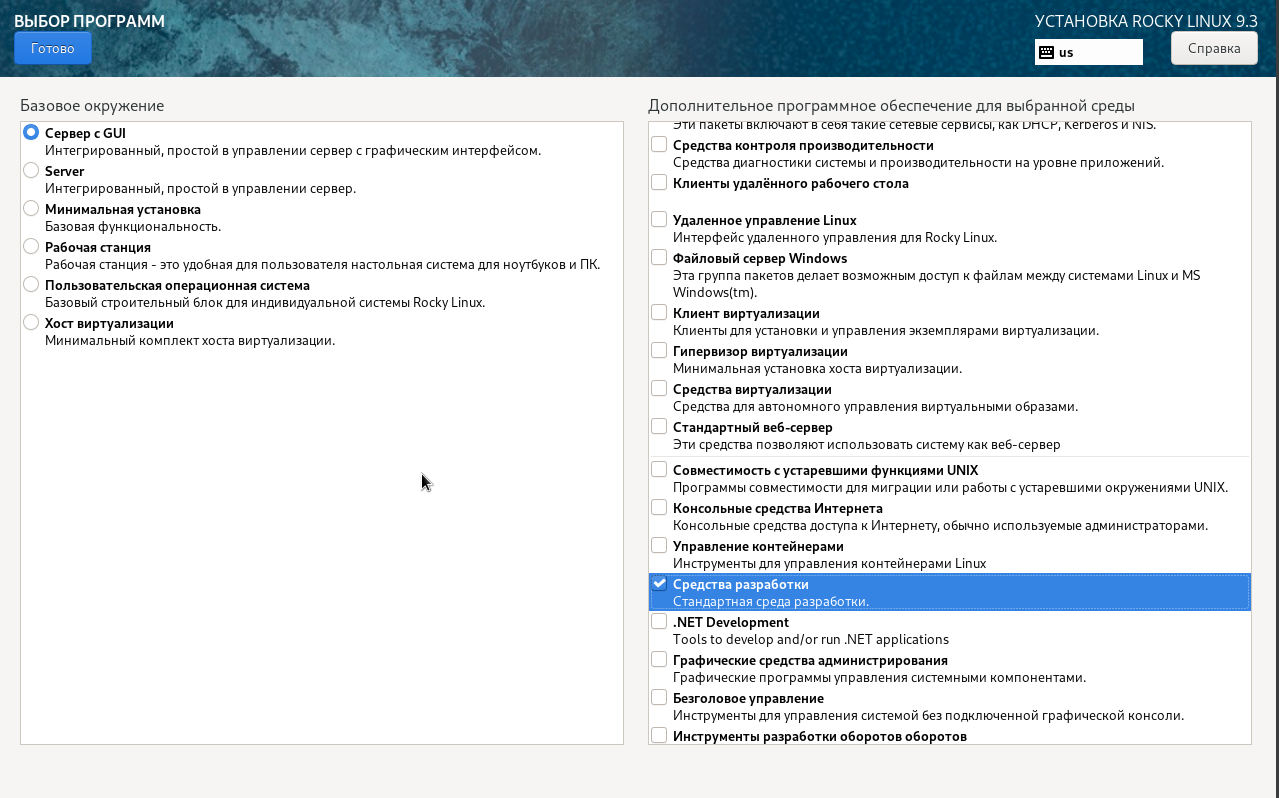 ВЫБОР ПРОГРАММ
УСТАНОВКА ROCKY LINUX 9.3
Готово
us
Справка
Базовое окружение
Сервер с GUI
Интегрированный, простой в управлении сервер с графическим интерфейсом.
Server
Интегрированный, простой в управлении сервер.
Минимальная установка
Базовая функциональность.
Рабочая станция
Рабочая станция - это удобная для пользователя настольная система для ноутбуков и ПК.
Пользовательская операционная система
Базовый строительный блок для индивидуальной системы Rocky Linux.
Хост виртуализации
Минимальный комплект хоста виртуализации.
Дополнительное программное обеспечение для выбранной среды
Эти пакеты включают в себя такие сетевые сервисы, как DHCP, Kerberos и NIS.
Средства контроля производительности
Средства диагностики системы и производительности на уровне приложений.
Клиенты удалённого рабочего стола
Удаленное управление Linux
Интерфейс удаленного управления для Rocky Linux.
Файловый сервер Windows
Эта группа пакетов делает возможным доступ к файлам между системами Linux и MS
Windows(tm).
Клиент виртуализации
Клиенты для установки и управления экземплярами виртуализации.
Гипервизор виртуализации
Минимальная установка хоста виртуализации.
Средства виртуализации
Средства для автономного управления виртуальными образами.
Стандартный веб-сервер
Эти средства позволяют использовать систему как веб-сервер
Совместимость с устаревшими функциями UNIX
Программы совместимости для миграции или работы с устаревшими окружениями UNIX.
Консольные средства Интернета
Консольные средства доступа к Интернету, обычно используемые администраторами.
Управление контейнерами
Инструменты для управления контейнерами Linux
Средства разработки
Стандартная среда разработки.
.NET Development
Tools to develop and/or run .NET applications
Графические средства администрирования
Графические программы управления системными компонентами.
Безголовое управление
Инструменты для управления системой без подключенной графической консоли.
Инструменты разработки оборотов оборотов